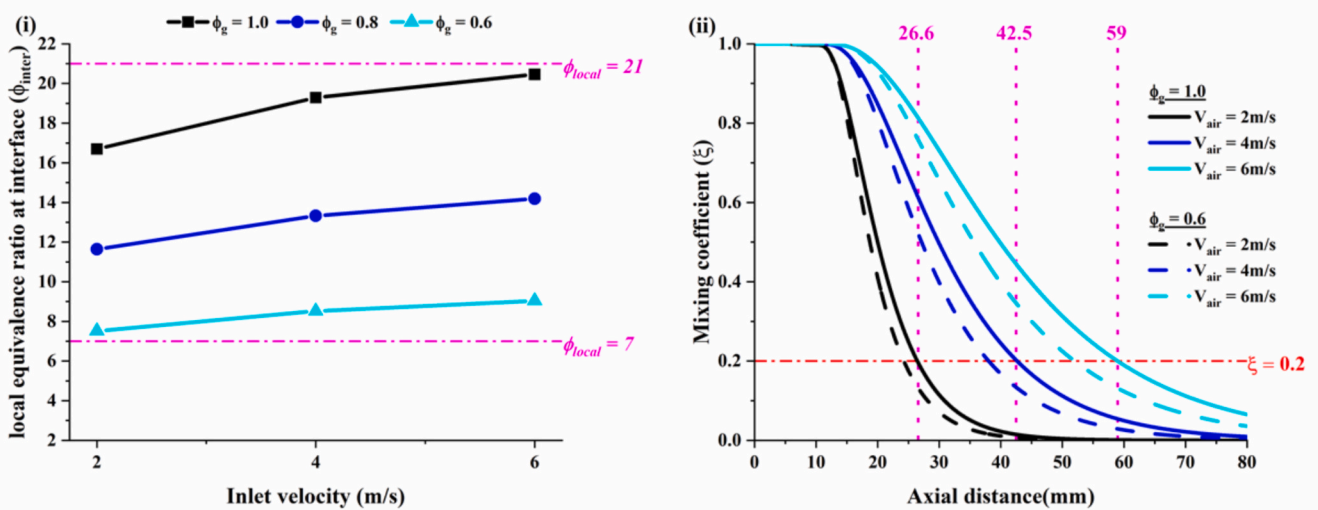 (i)
ϕg = 1.0 ϕg = 0.8 ϕg = 0.6
local equivalence ratio at interface (ϕinter)
22
20
18
16
14
12
10
8
6
4
2
ϕlocal = 21
ϕlocal = 7
2 4 6
Inlet velocity (m/s)
(ii)
26.6 42.5 59
Mixing coefficient (ξ)
1.0
0.8
0.6
0.4
0.2
0.0
ϕg = 1.0
Vair = 2m/s
Vair = 4m/s
Vair = 6m/s
ϕg = 0.6
Vair = 2m/s
Vair = 4m/s
Vair = 6m/s
ξ = 0.2
0 10 20 30 40 50 60 70 80
Axial distance(mm)